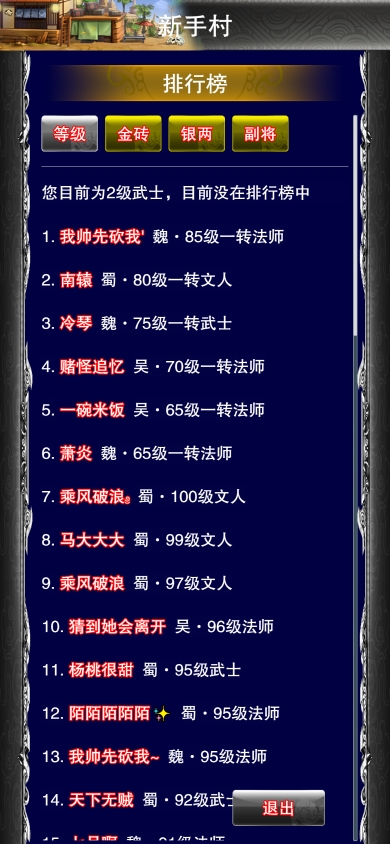 新手村
排行榜
等级 金砖 银两 副将
您目前为2级武士，目前没在排行榜中
1. 我帅先砍我' 魏·85级一转法师
2. 南辕 蜀·80级一转文人
3. 冷琴 魏·75级一转武士
4. 赌怪追忆 吴·70级一转法师
5. 一碗米饭 吴·65级一转法师
6. 萧炎 魏·65级一转法师
7. 乘风破浪 蜀·100级文人
8. 马大大大 蜀·99级文人
9. 乘风破浪 蜀·97级文人
10. 猜到她会离开 吴·96级法师
11. 杨桃很甜 蜀·95级武士
12. 陌陌陌陌陌✨ 蜀·95级法师
13. 我帅先砍我~ 魏·95级法师
14. 天下无贼 蜀·92级武士
退出